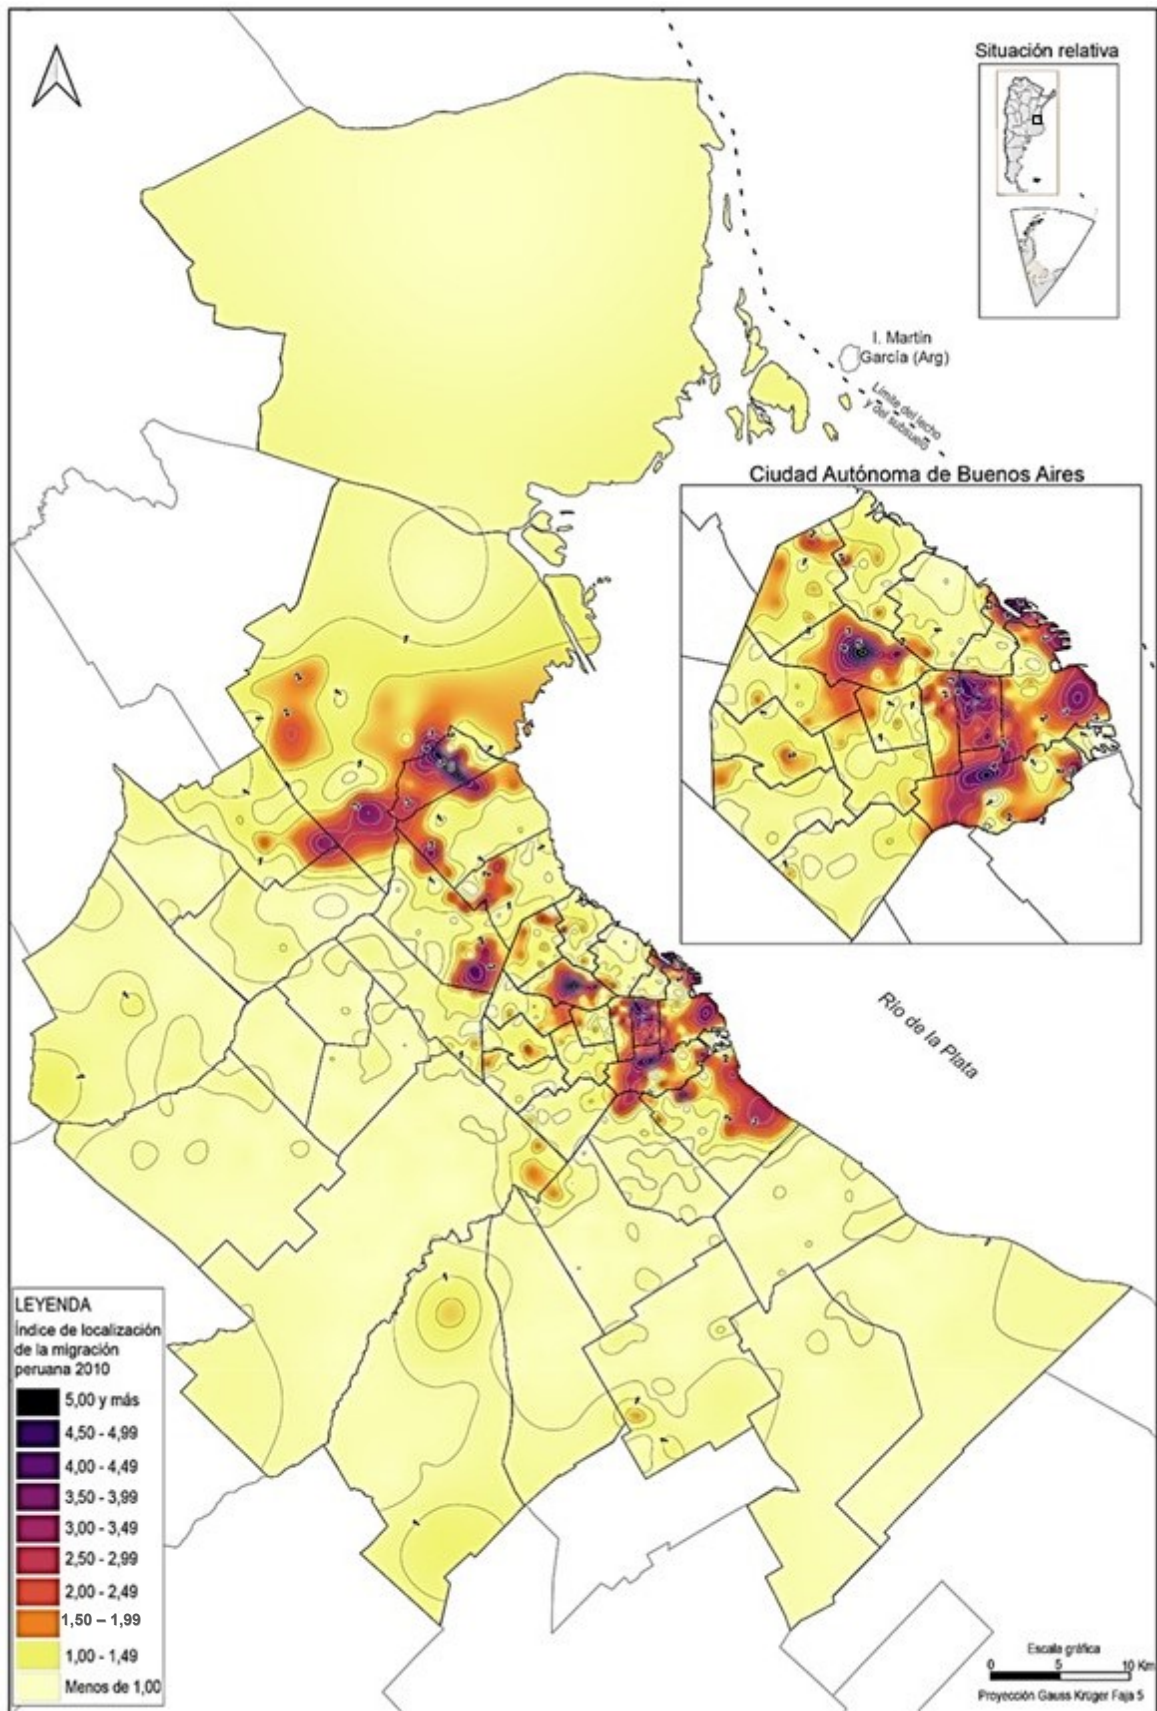 Situación relativa
I. Martín
García (Arg)
Límite del lecho
y del subsuelo
Ciudad Autónoma de Buenos Aires
Río de la Plata
LEYENDA
Índice de localización
de la migración
peruana 2010
5,00 y más
4,50 - 4,99
4,00 - 4,49
3,50 - 3,99
3,00 - 3,49
2,50 - 2,99
2,00 - 2,49
1,50 – 1,99
1,00 - 1,49
Menos de 1,00
Escala gráfica
0 5 10 Km
Proyección Gauss Krüger Faja 5